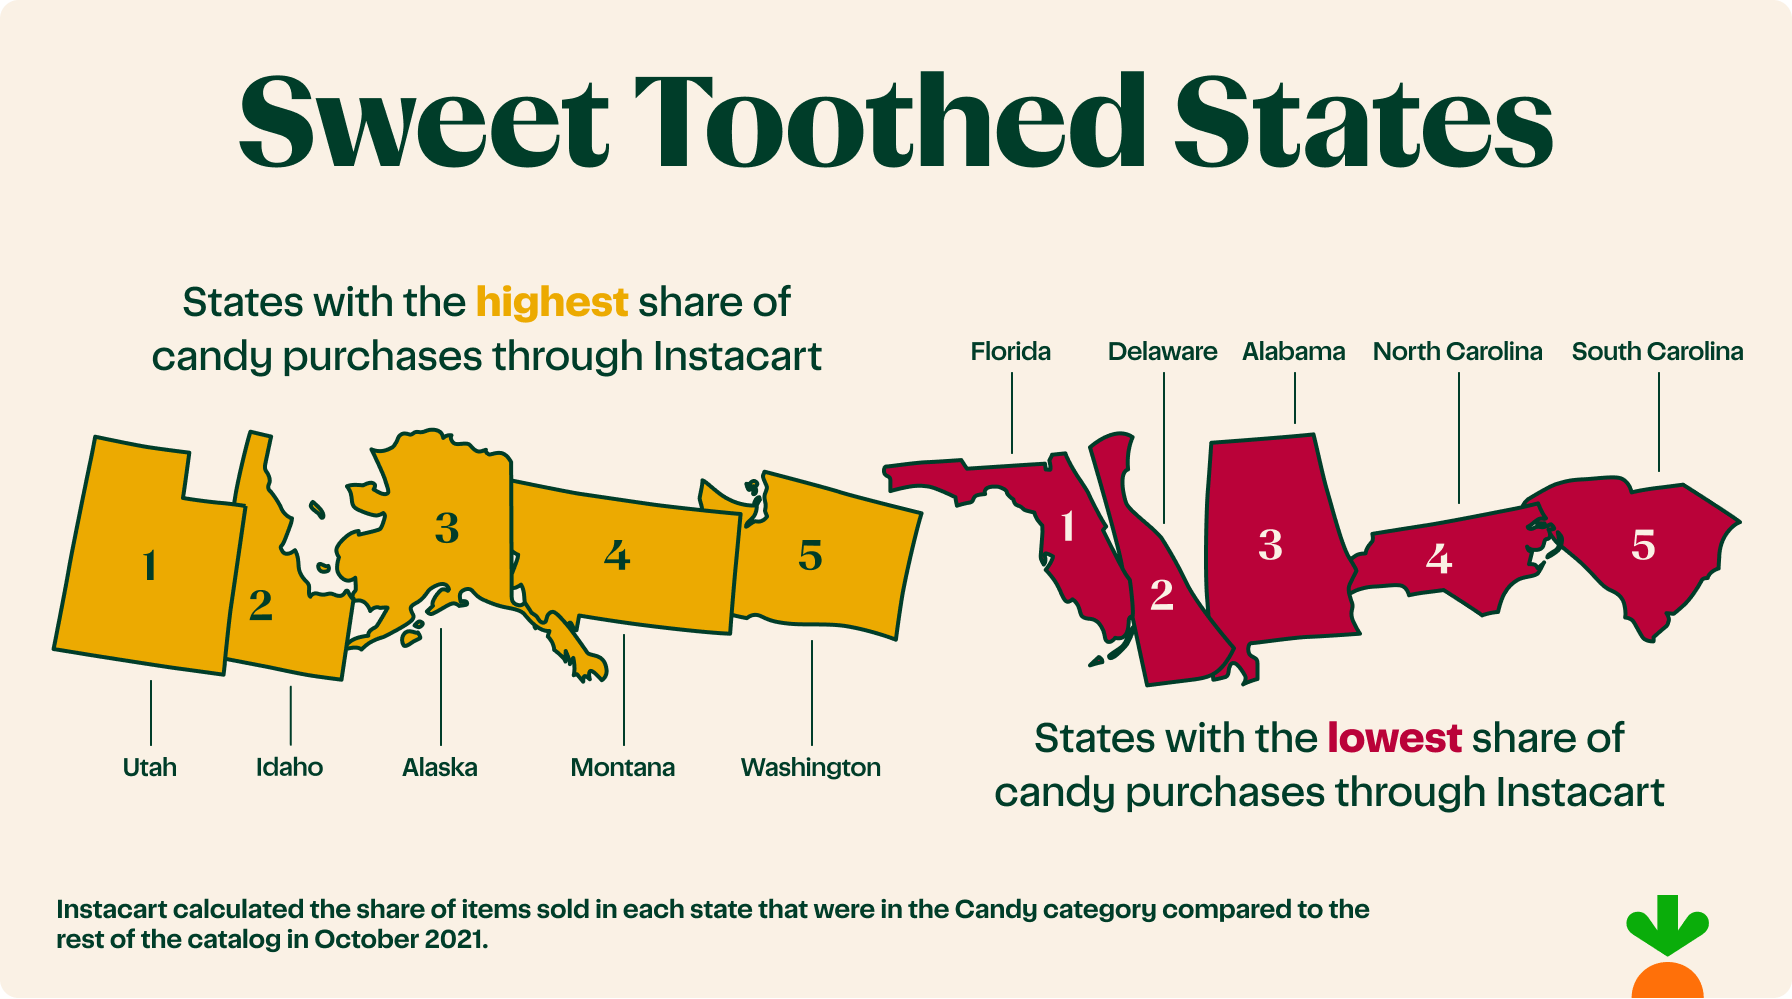 Sweet Toothed States
States with the highest share of
candy purchases through Instacart
1
2
3
4
5
Utah
Idaho
Alaska
Montana
Washington
Florida
Delaware
Alabama
North Carolina
South Carolina
1
2
3
4
5
States with the lowest share of
candy purchases through Instacart
Instacart calculated the share of items sold in each state that were in the Candy category compared to the
rest of the catalog in October 2021.